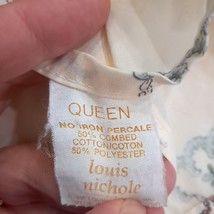 QUEEN
NO IRON PERCALE
50% COMBED
COTTON/COTON
50% POLYESTER
louis
nichole